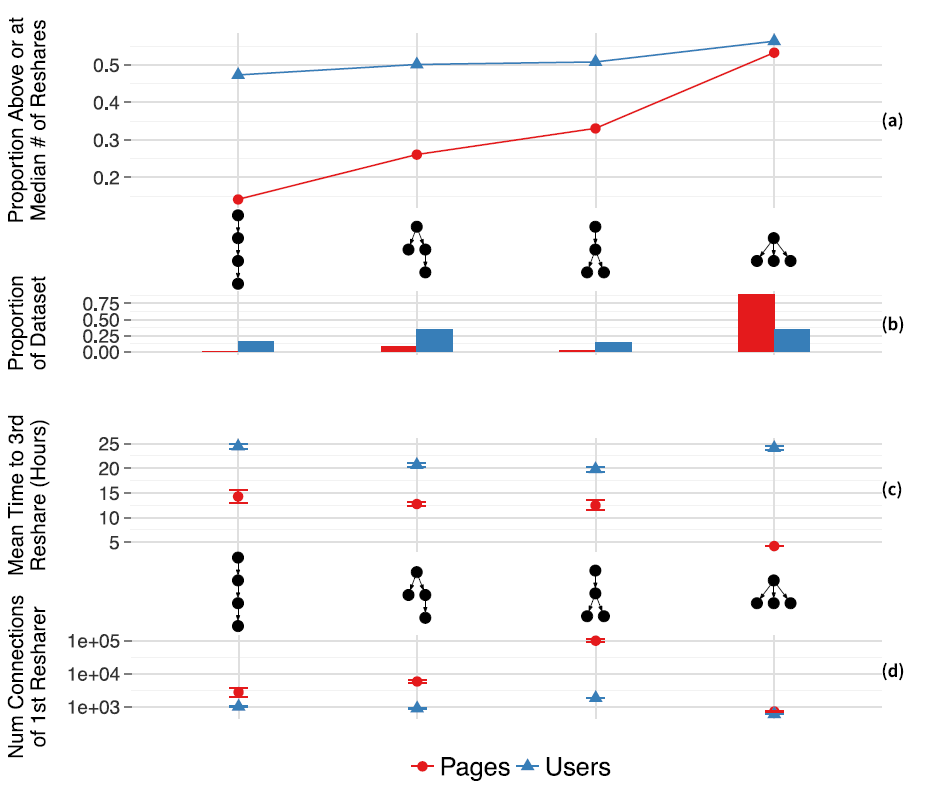 Proportion Above or at
Median # of Reshares
0.5
0.4
0.3
0.2
(a)
Proportion
of Dataset
0.75
0.50
0.25
0.00
(b)
Mean Time to 3rd
Reshare (Hours)
25
20
15
10
5
(c)
Num Connections
of 1st Resharer
1e+05
1e+04
1e+03
(d)
Pages Users